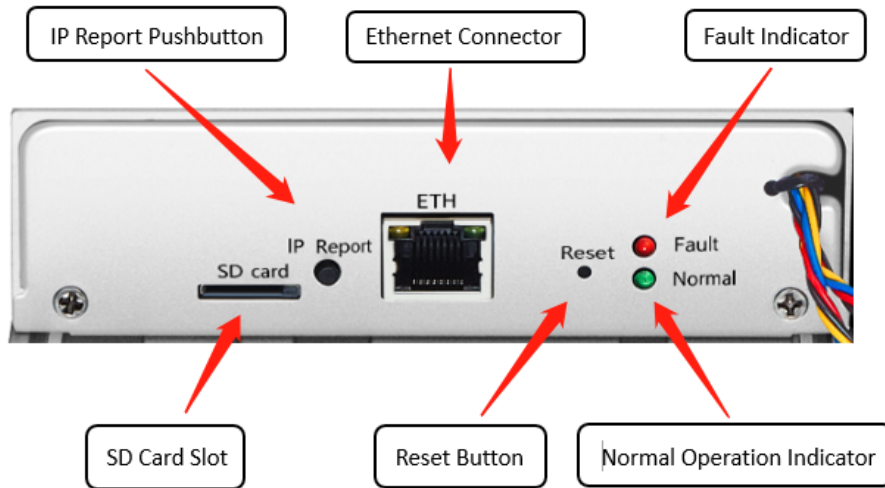 IP Report Pushbutton
Ethernet Connector
Fault Indicator
ETH
IP Report
Reset
Fault
SD card
Normal
SD Card Slot
Reset Button
Normal Operation Indicator